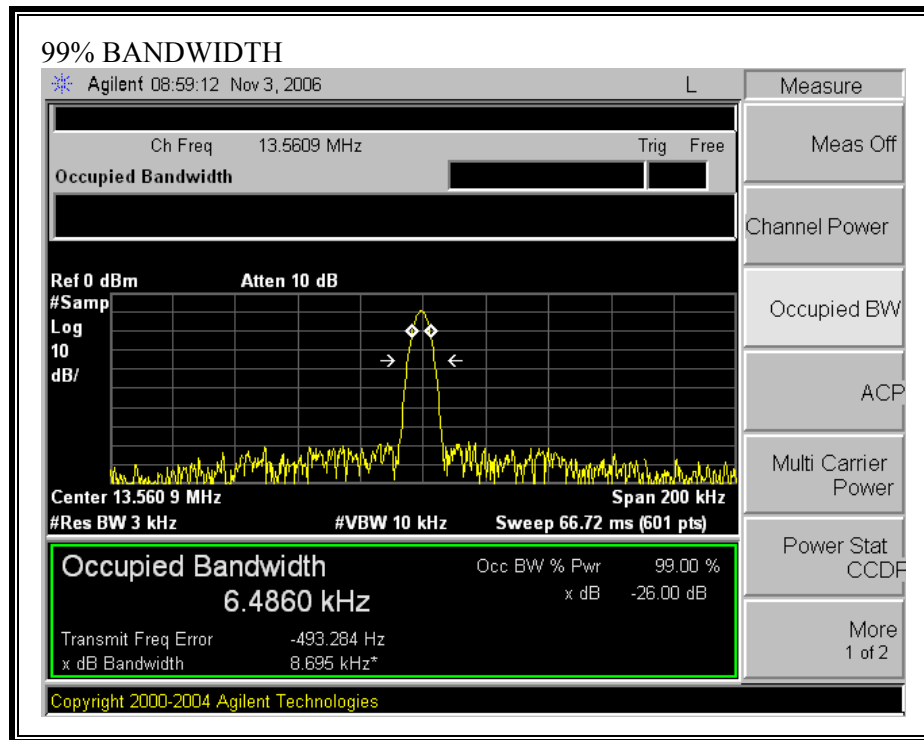 99% BANDWIDTH
Agilent 08:59:12 Nov 3, 2006 L
Measure
Ch Freq 13.5609 MHz Trig Free
Occupied Bandwidth
Meas Off
Channel Power
Ref 0 dBm Atten 10 dB
#Samp
Log
10
dB/
Occupied BW
ACP
Multi Carrier
Power
Center 13.560 9 MHz Span 200 kHz
#Res BW 3 kHz #VBW 10 kHz Sweep 66.72 ms (601 pts)
Occupied Bandwidth Occ BW % Pwr 99.00 %
6.4860 kHz x dB -26.00 dB
Transmit Freq Error -493.284 Hz
x dB Bandwidth 8.695 kHz*
Power Stat
CCDF
More
1 of 2
Copyright 2000-2004 Agilent Technologies